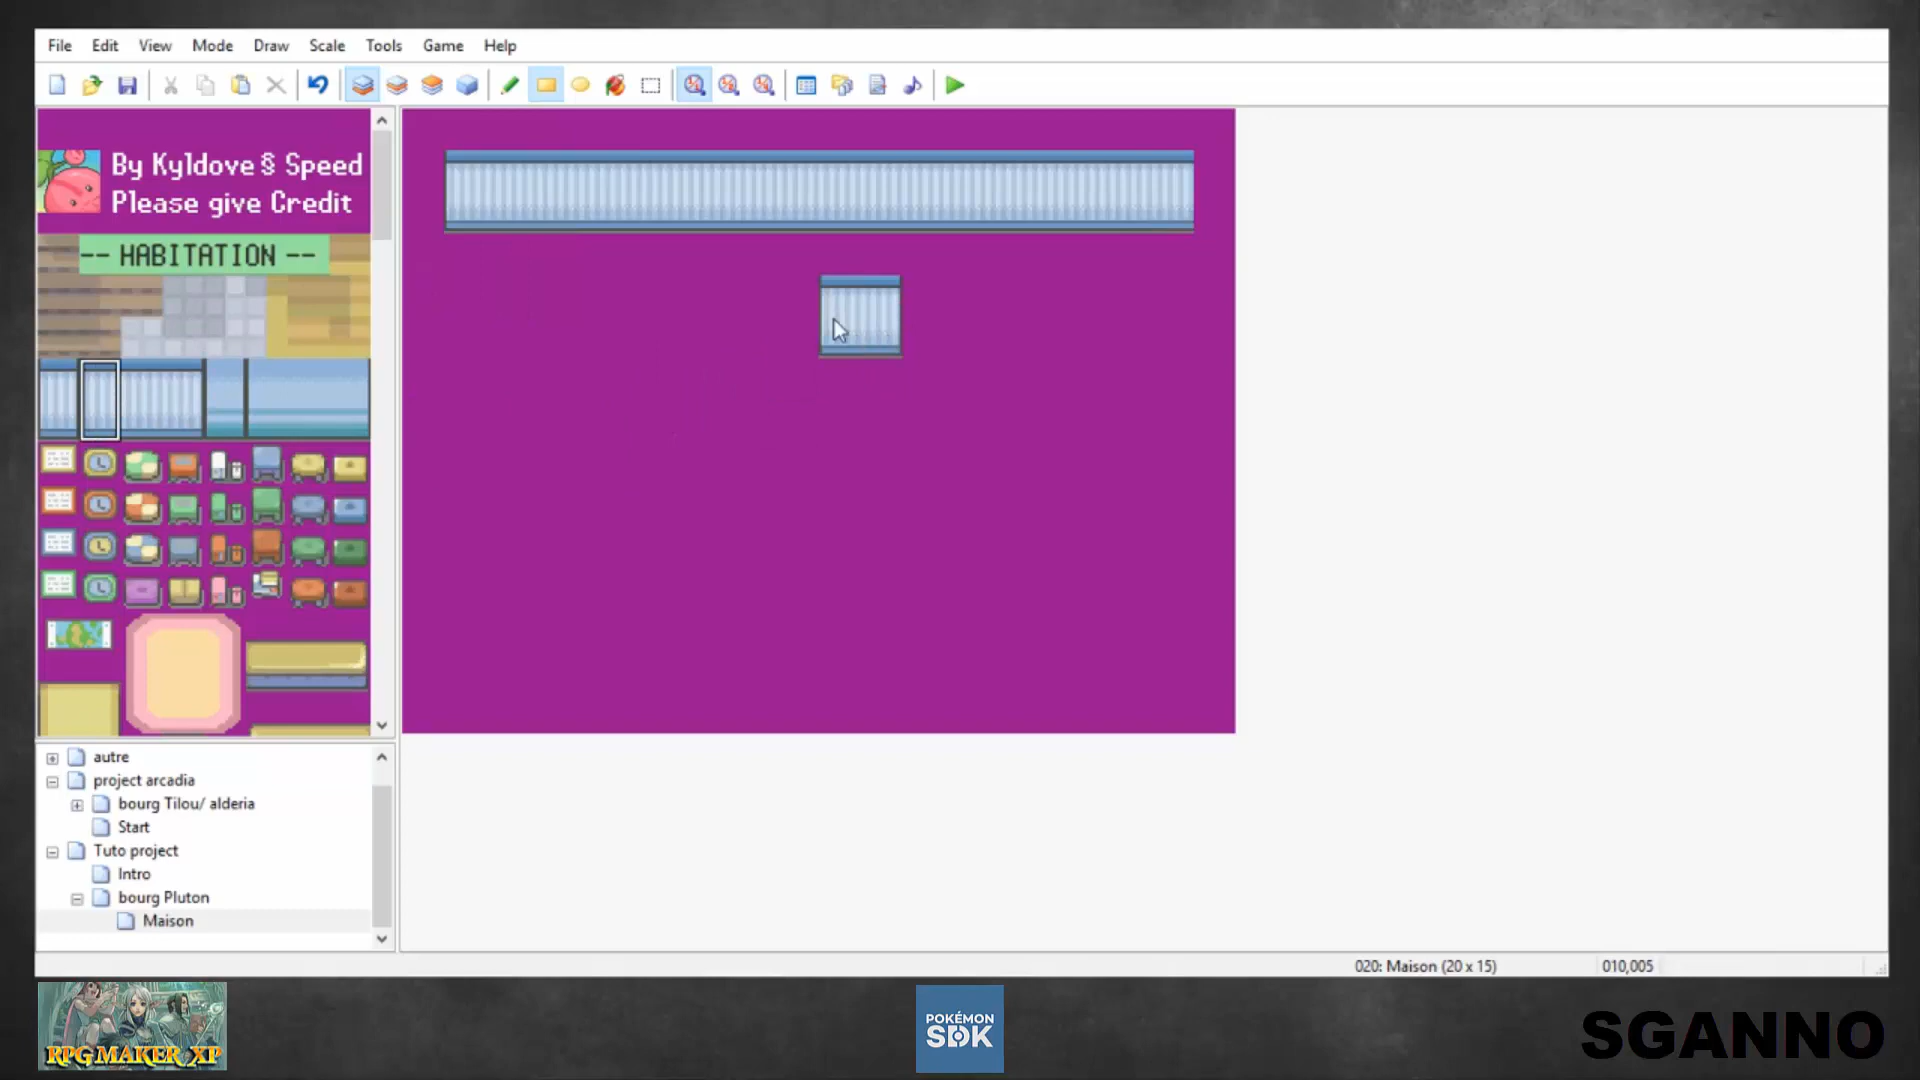 File Edit View Mode Draw Scale Tools Game Help
By Kyldove § Speed
Please give Credit
-- HABITATION --
autre
project arcadia
bourg Tilou/ alderia
Start
Tuto project
Intro
bourg Pluton
Maison
020: Maison (20 x 15) 010,005
RPG MAKER XP
POKÉMON
SDK
SGANNO